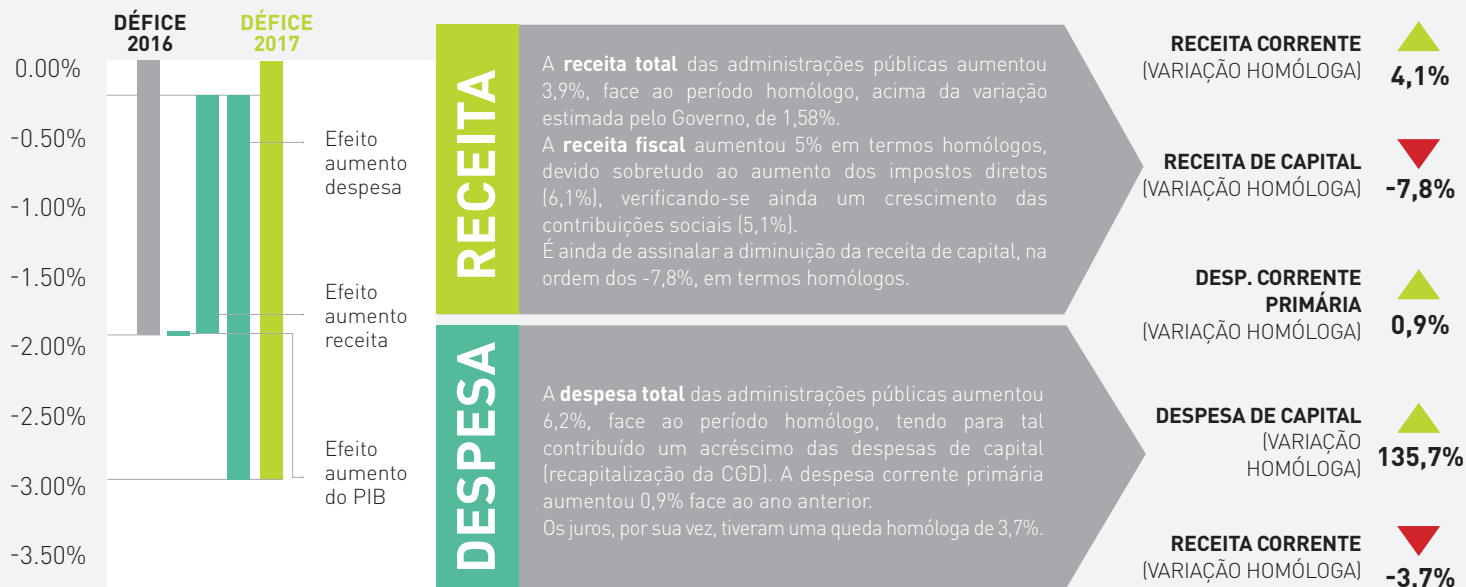 DÉFICE
2016
DÉFICE
2017
0.00%
-0.50%
-1.00%
-1.50%
-2.00%
-2.50%
-3.00%
-3.50%
Efeito
aumento
despesa
Efeito
aumento
receita
Efeito
aumento
do PIB
RECEITA
A receita total das administrações públicas aumentou
3,9%, face ao período homólogo, acima da variação
estimada pelo Governo, de 1,58%.
A receita fiscal aumentou 5% em termos homólogos,
devido sobretudo ao aumento dos impostos diretos
(6,1%), verificando-se ainda um crescimento das
contribuições sociais (5,1%).
É ainda de assinalar a diminuição da receita de capital, na
ordem dos -7,8%, em termos homólogos.
DESPESA
A despesa total das administrações públicas aumentou
6,2%, face ao período homólogo, tendo para tal
contribuído um acréscimo das despesas de capital
(recapitalização da CGD). A despesa corrente primária
aumentou 0,9% face ao ano anterior.
Os juros, por sua vez, tiveram uma queda homóloga de 3,7%.
RECEITA CORRENTE
(VARIAÇÃO HOMÓLOGA)
4,1%
RECEITA DE CAPITAL
(VARIAÇÃO HOMÓLOGA)
-7,8%
DESP. CORRENTE
PRIMÁRIA
(VARIAÇÃO HOMÓLOGA)
0,9%
DESPESA DE CAPITAL
(VARIAÇÃO
HOMÓLOGA)
135,7%
RECEITA CORRENTE
(VARIAÇÃO HOMÓLOGA)
-3,7%